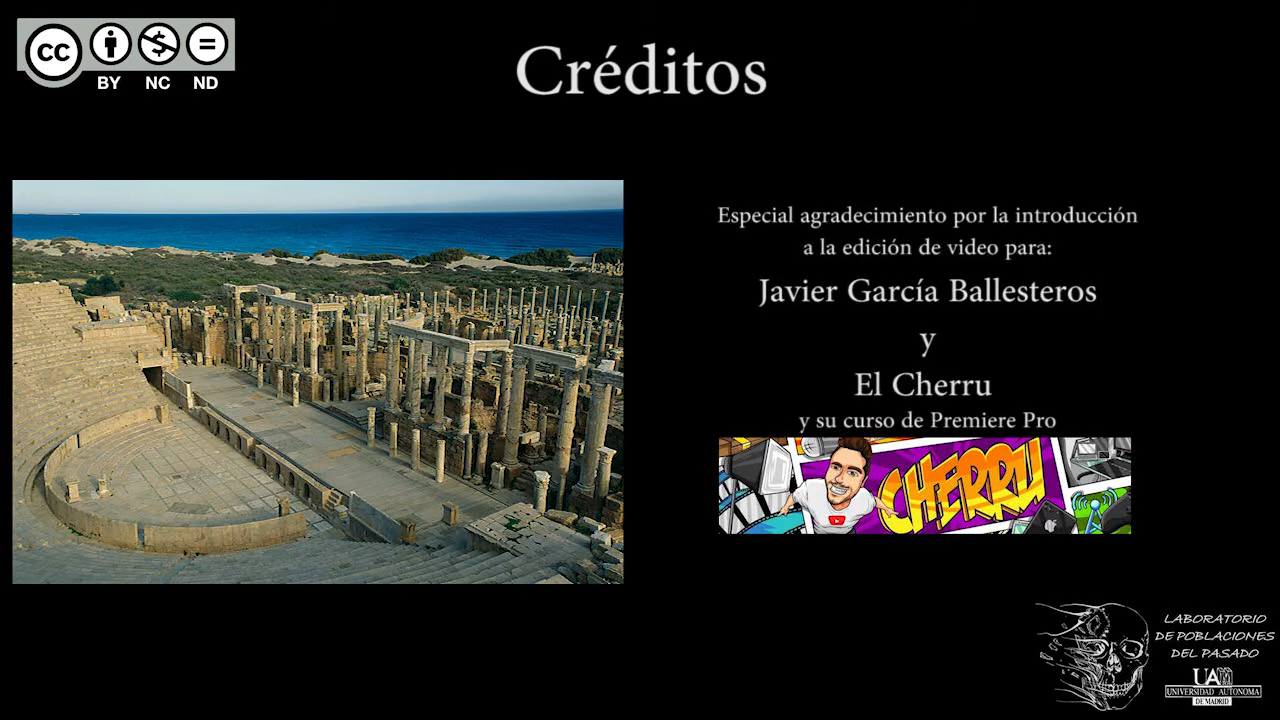 cc
BY NC ND
Créditos
Especial agradecimiento por la introducción
a la edición de video para:
Javier García Ballesteros
y
El Cherru
y su curso de Premiere Pro
CHERRU
LABORATORIO
DE POBLACIONES
DEL PASADO
UAM
UNIVERSIDAD AUTONOMA
DE MADRID